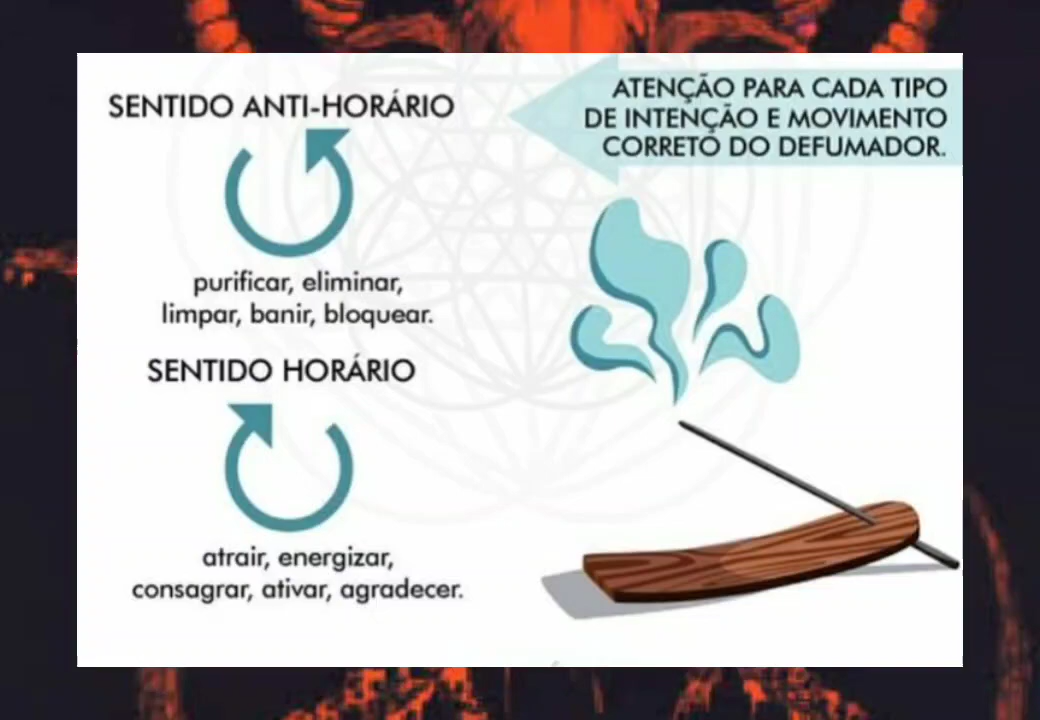 ATENÇÃO PARA CADA TIPO
DE INTENÇÃO E MOVIMENTO
CORRETO DO DEFUMADOR.
SENTIDO ANTI-HORÁRIO
purificar, eliminar,
limpar, banir, bloquear.
SENTIDO HORÁRIO
atrair, energizar,
consagrar, ativar, agradecer.